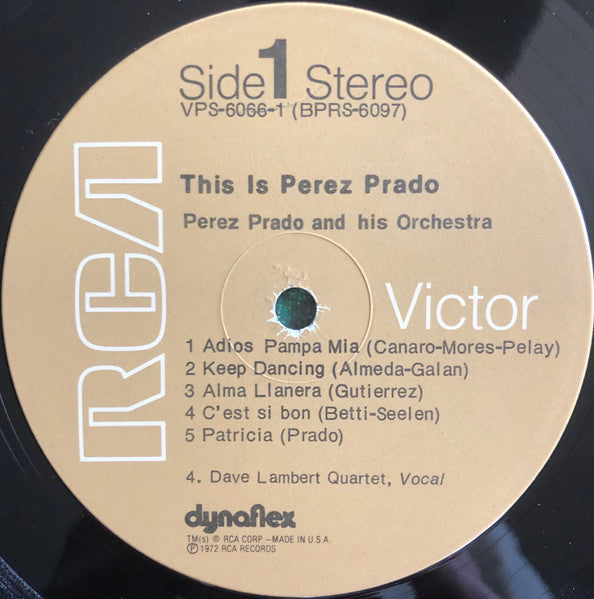 Side 1 Stereo
VPS-6066-1 (BPRS-6097)
This Is Perez Prado
Perez Prado and his Orchestra
RCA
Victor
1 Adios Pampa Mia (Canaro-Mores-Pelay)
2 Keep Dancing (Almeda-Galan)
3 Alma Llanera (Gutierrez)
4 C'est si bon (Betti-Seelen)
5 Patricia (Prado)
4. Dave Lambert Quartet, Vocal
dynaflex
TM(s) ® RCA CORP.—MADE IN U.S.A.
Ⓟ1972 RCA RECORDS